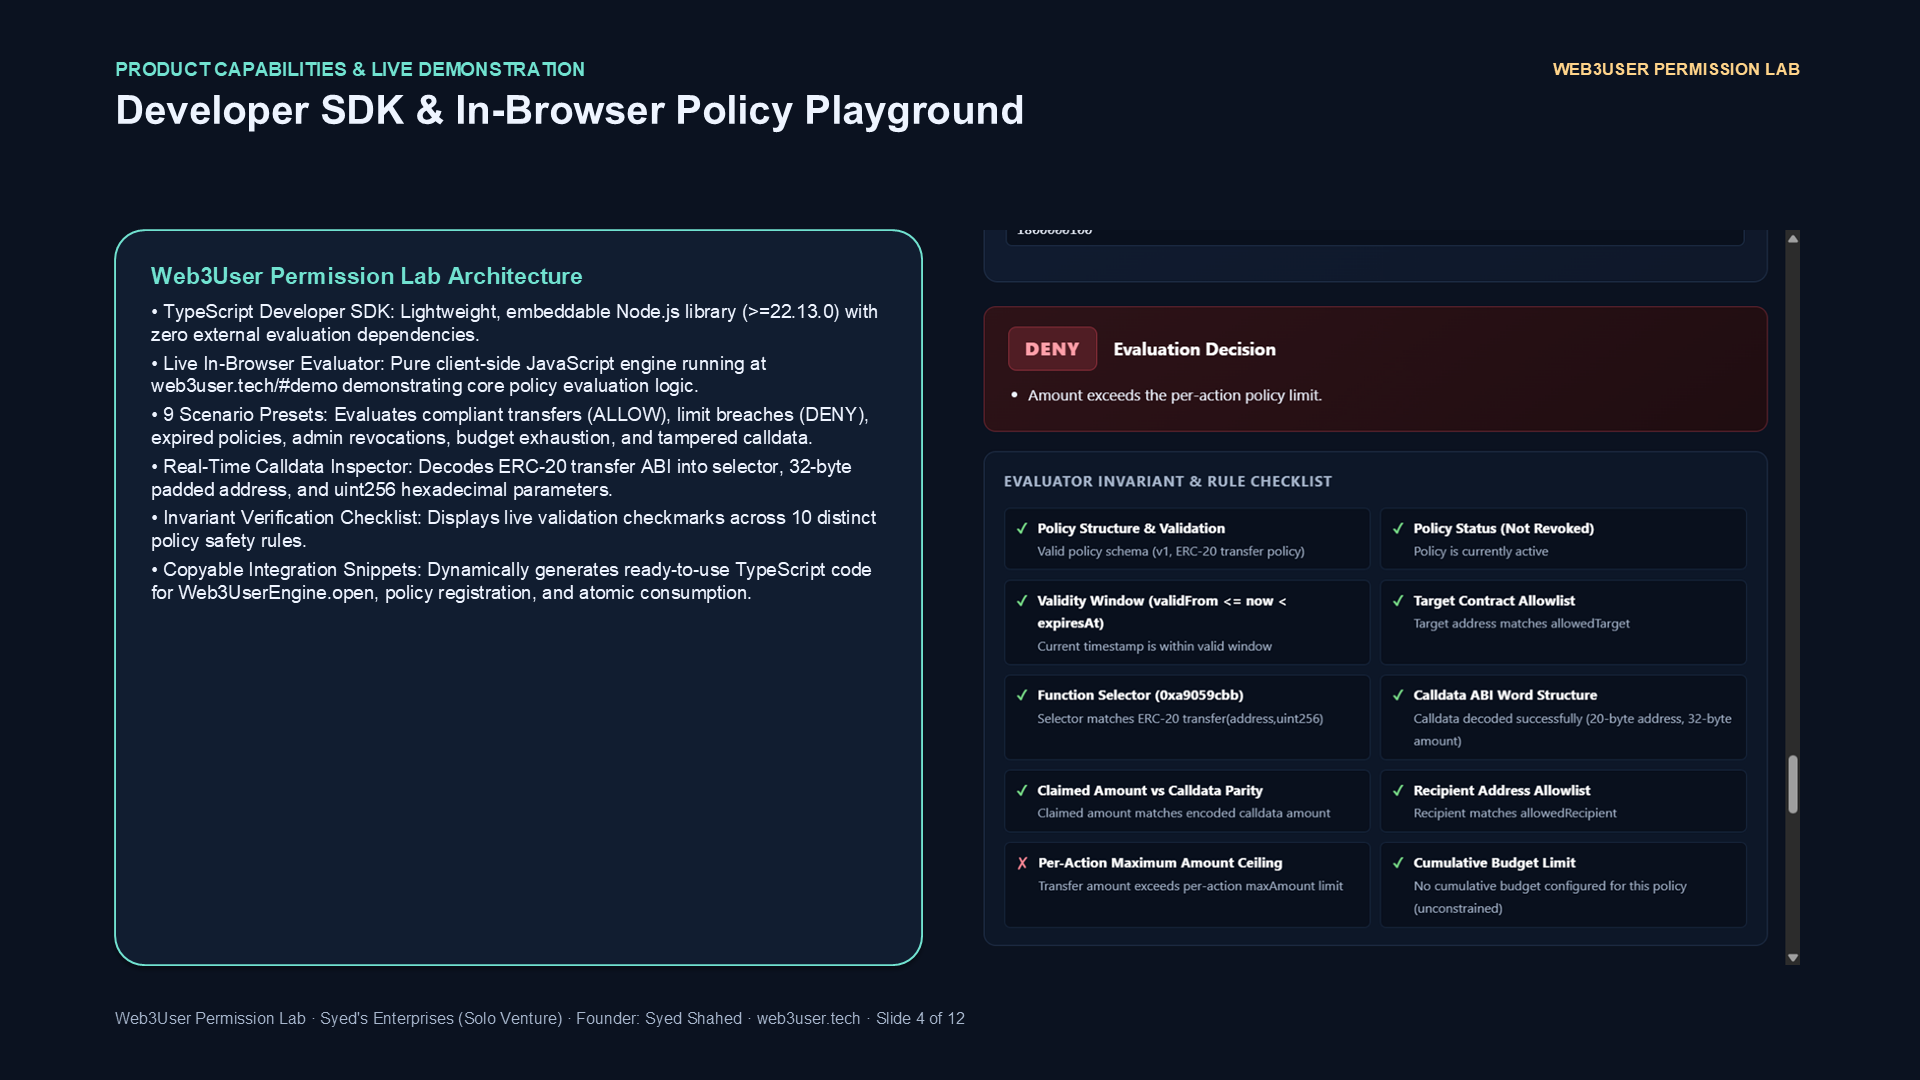 PRODUCT CAPABILITIES & LIVE DEMONSTRATION
WEB3USER PERMISSION LAB
Developer SDK & In-Browser Policy Playground
Web3User Permission Lab Architecture
• TypeScript Developer SDK: Lightweight, embeddable Node.js library (>=22.13.0) with
zero external evaluation dependencies.
• Live In-Browser Evaluator: Pure client-side JavaScript engine running at
web3user.tech/#demo demonstrating core policy evaluation logic.
• 9 Scenario Presets: Evaluates compliant transfers (ALLOW), limit breaches (DENY),
expired policies, admin revocations, budget exhaustion, and tampered calldata.
• Real-Time Calldata Inspector: Decodes ERC-20 transfer ABI into selector, 32-byte
padded address, and uint256 hexadecimal parameters.
• Invariant Verification Checklist: Displays live validation checkmarks across 10 distinct
policy safety rules.
• Copyable Integration Snippets: Dynamically generates ready-to-use TypeScript code
for Web3UserEngine.open, policy registration, and atomic consumption.
DENY Evaluation Decision
• Amount exceeds the per-action policy limit.
EVALUATOR INVARIANT & RULE CHECKLIST
✓ Policy Structure & Validation
Valid policy schema (v1, ERC-20 transfer policy)
✓ Policy Status (Not Revoked)
Policy is currently active
✓ Validity Window (validFrom <= now <
expiresAt)
Current timestamp is within valid window
✓ Target Contract Allowlist
Target address matches allowedTarget
✓ Function Selector (0xa9059cbb)
Selector matches ERC-20 transfer(address,uint256)
✓ Calldata ABI Word Structure
Calldata decoded successfully (20-byte address, 32-byte
amount)
✓ Claimed Amount vs Calldata Parity
Claimed amount matches encoded calldata amount
✓ Recipient Address Allowlist
Recipient matches allowedRecipient
✗ Per-Action Maximum Amount Ceiling
Transfer amount exceeds per-action maxAmount limit
✓ Cumulative Budget Limit
No cumulative budget configured for this policy
(unconstrained)
Web3User Permission Lab · Syed's Enterprises (Solo Venture) · Founder: Syed Shahed · web3user.tech · Slide 4 of 12